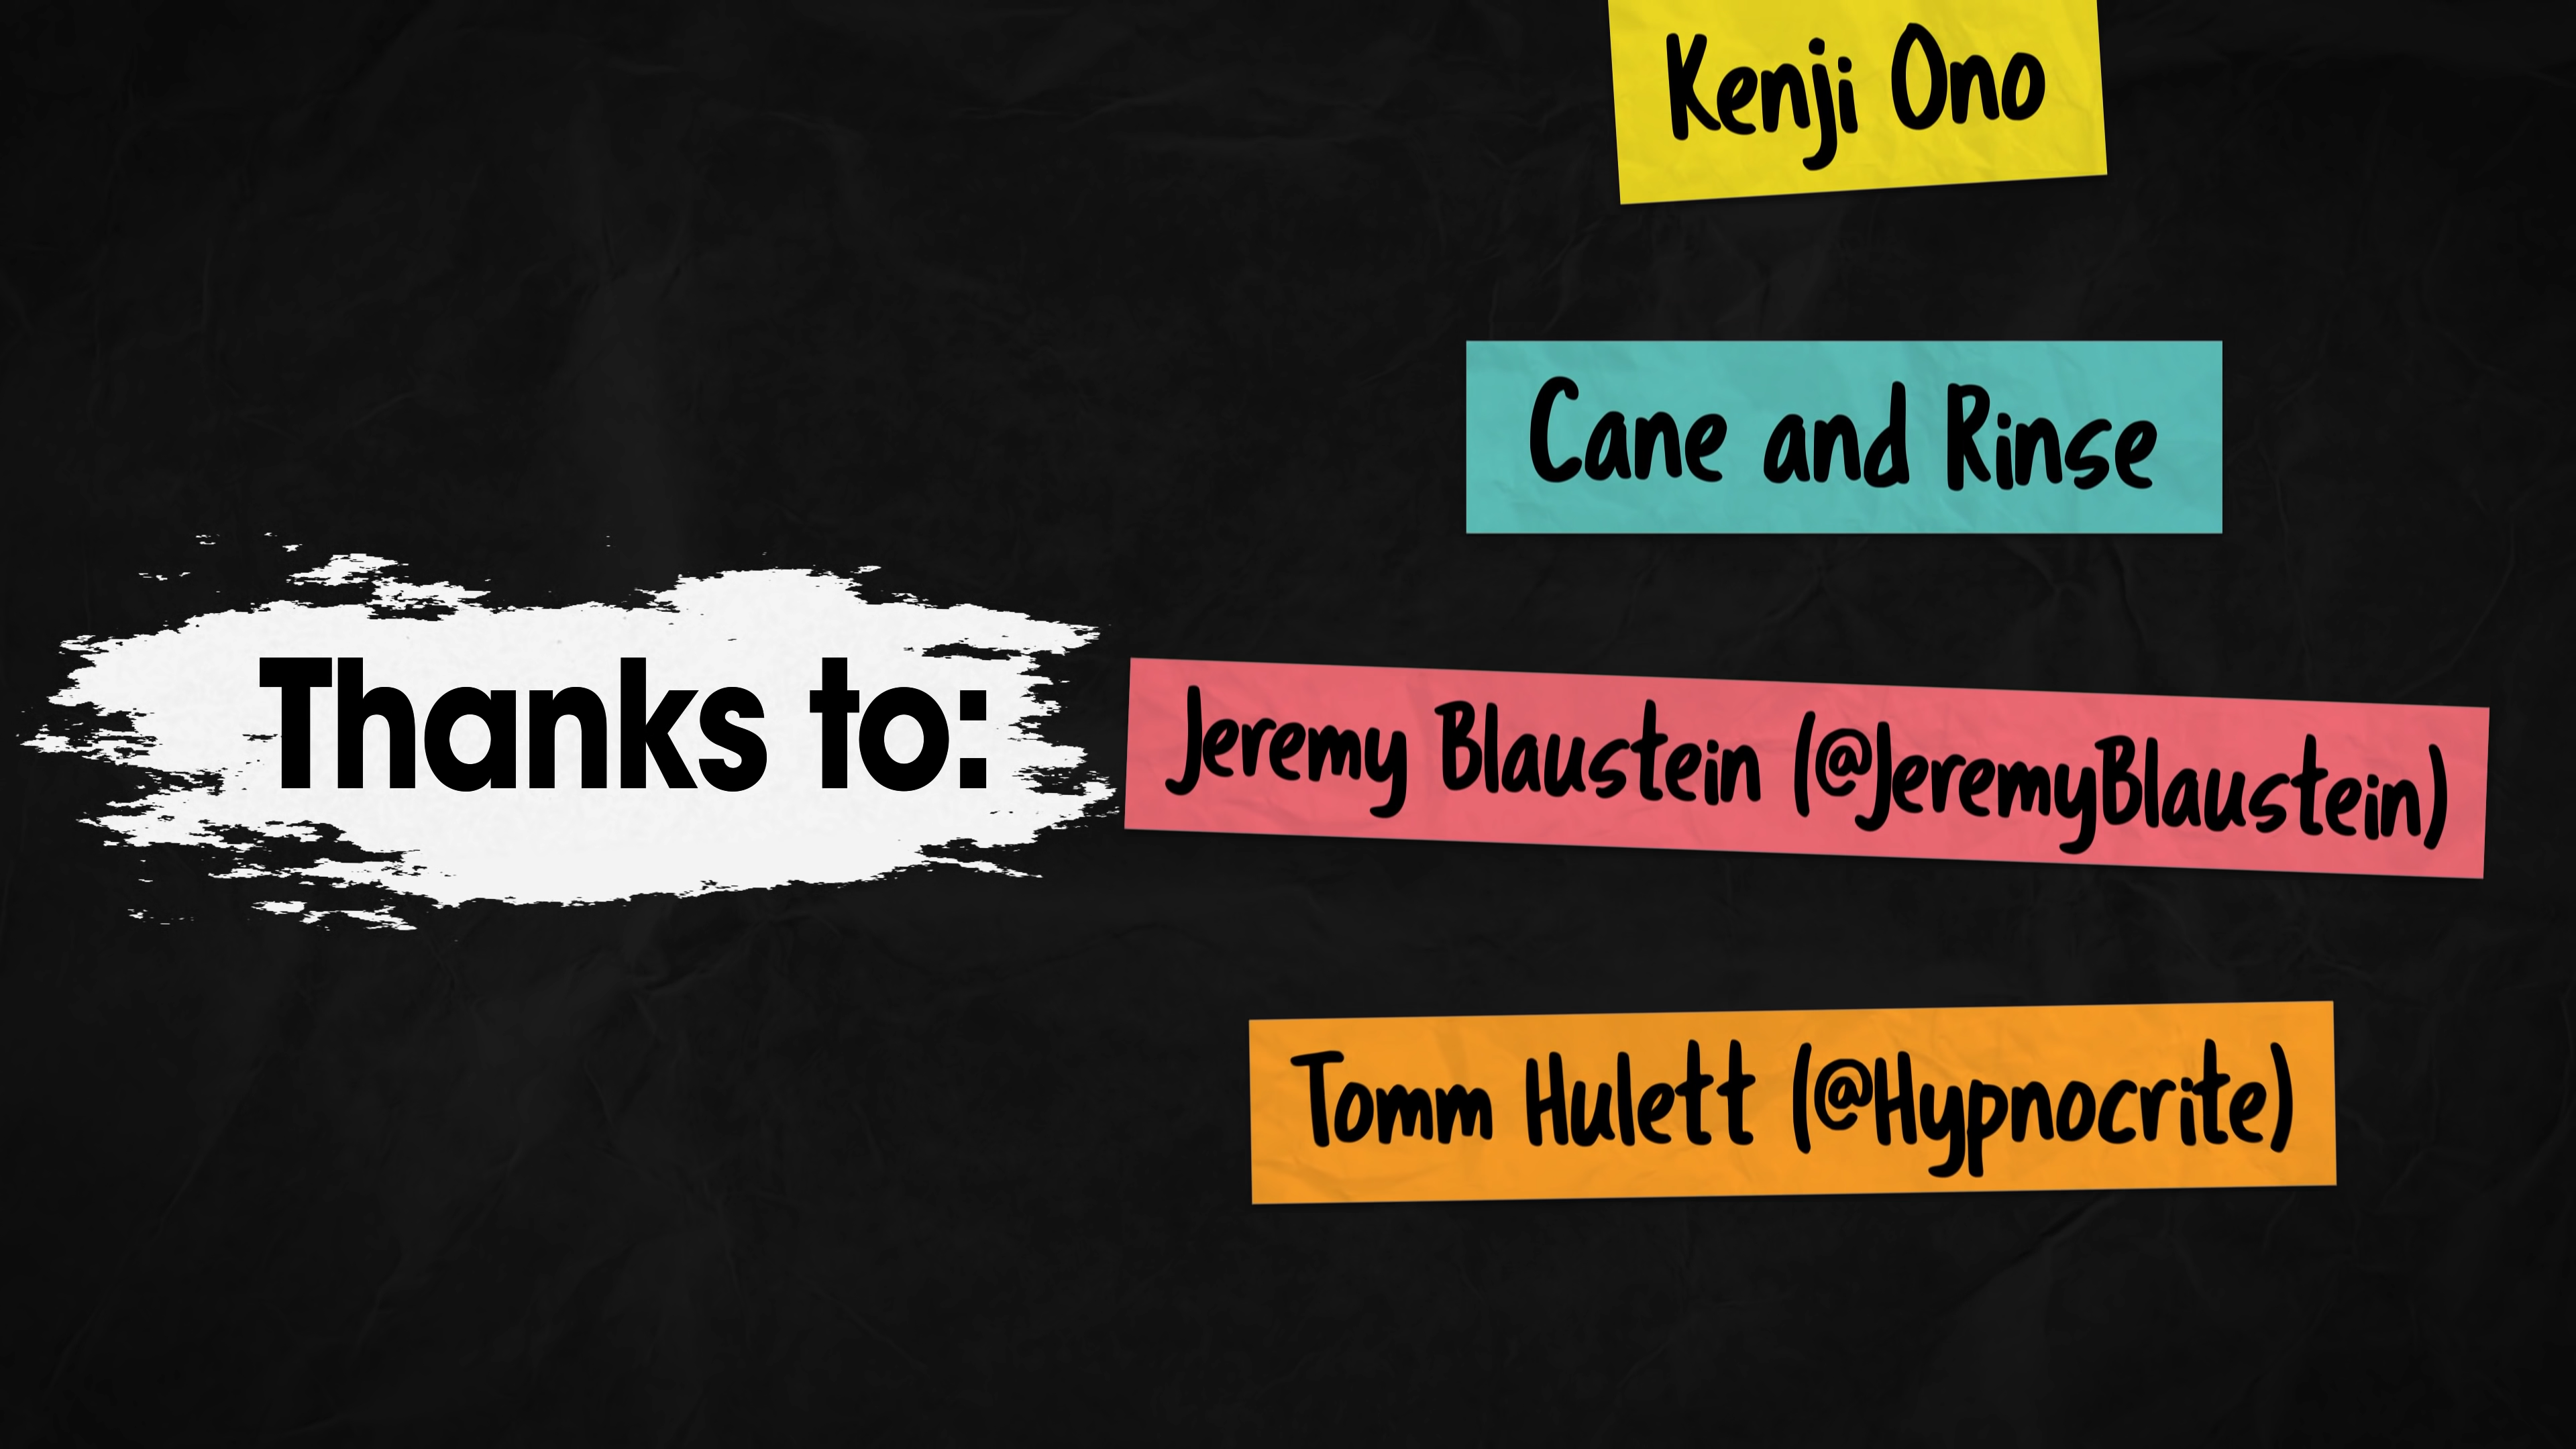 Thanks to:
Kenji Ono
Cane and Rinse
Jeremy Blaustein (@JeremyBlaustein)
Tomm Hulett (@Hypnocrite)